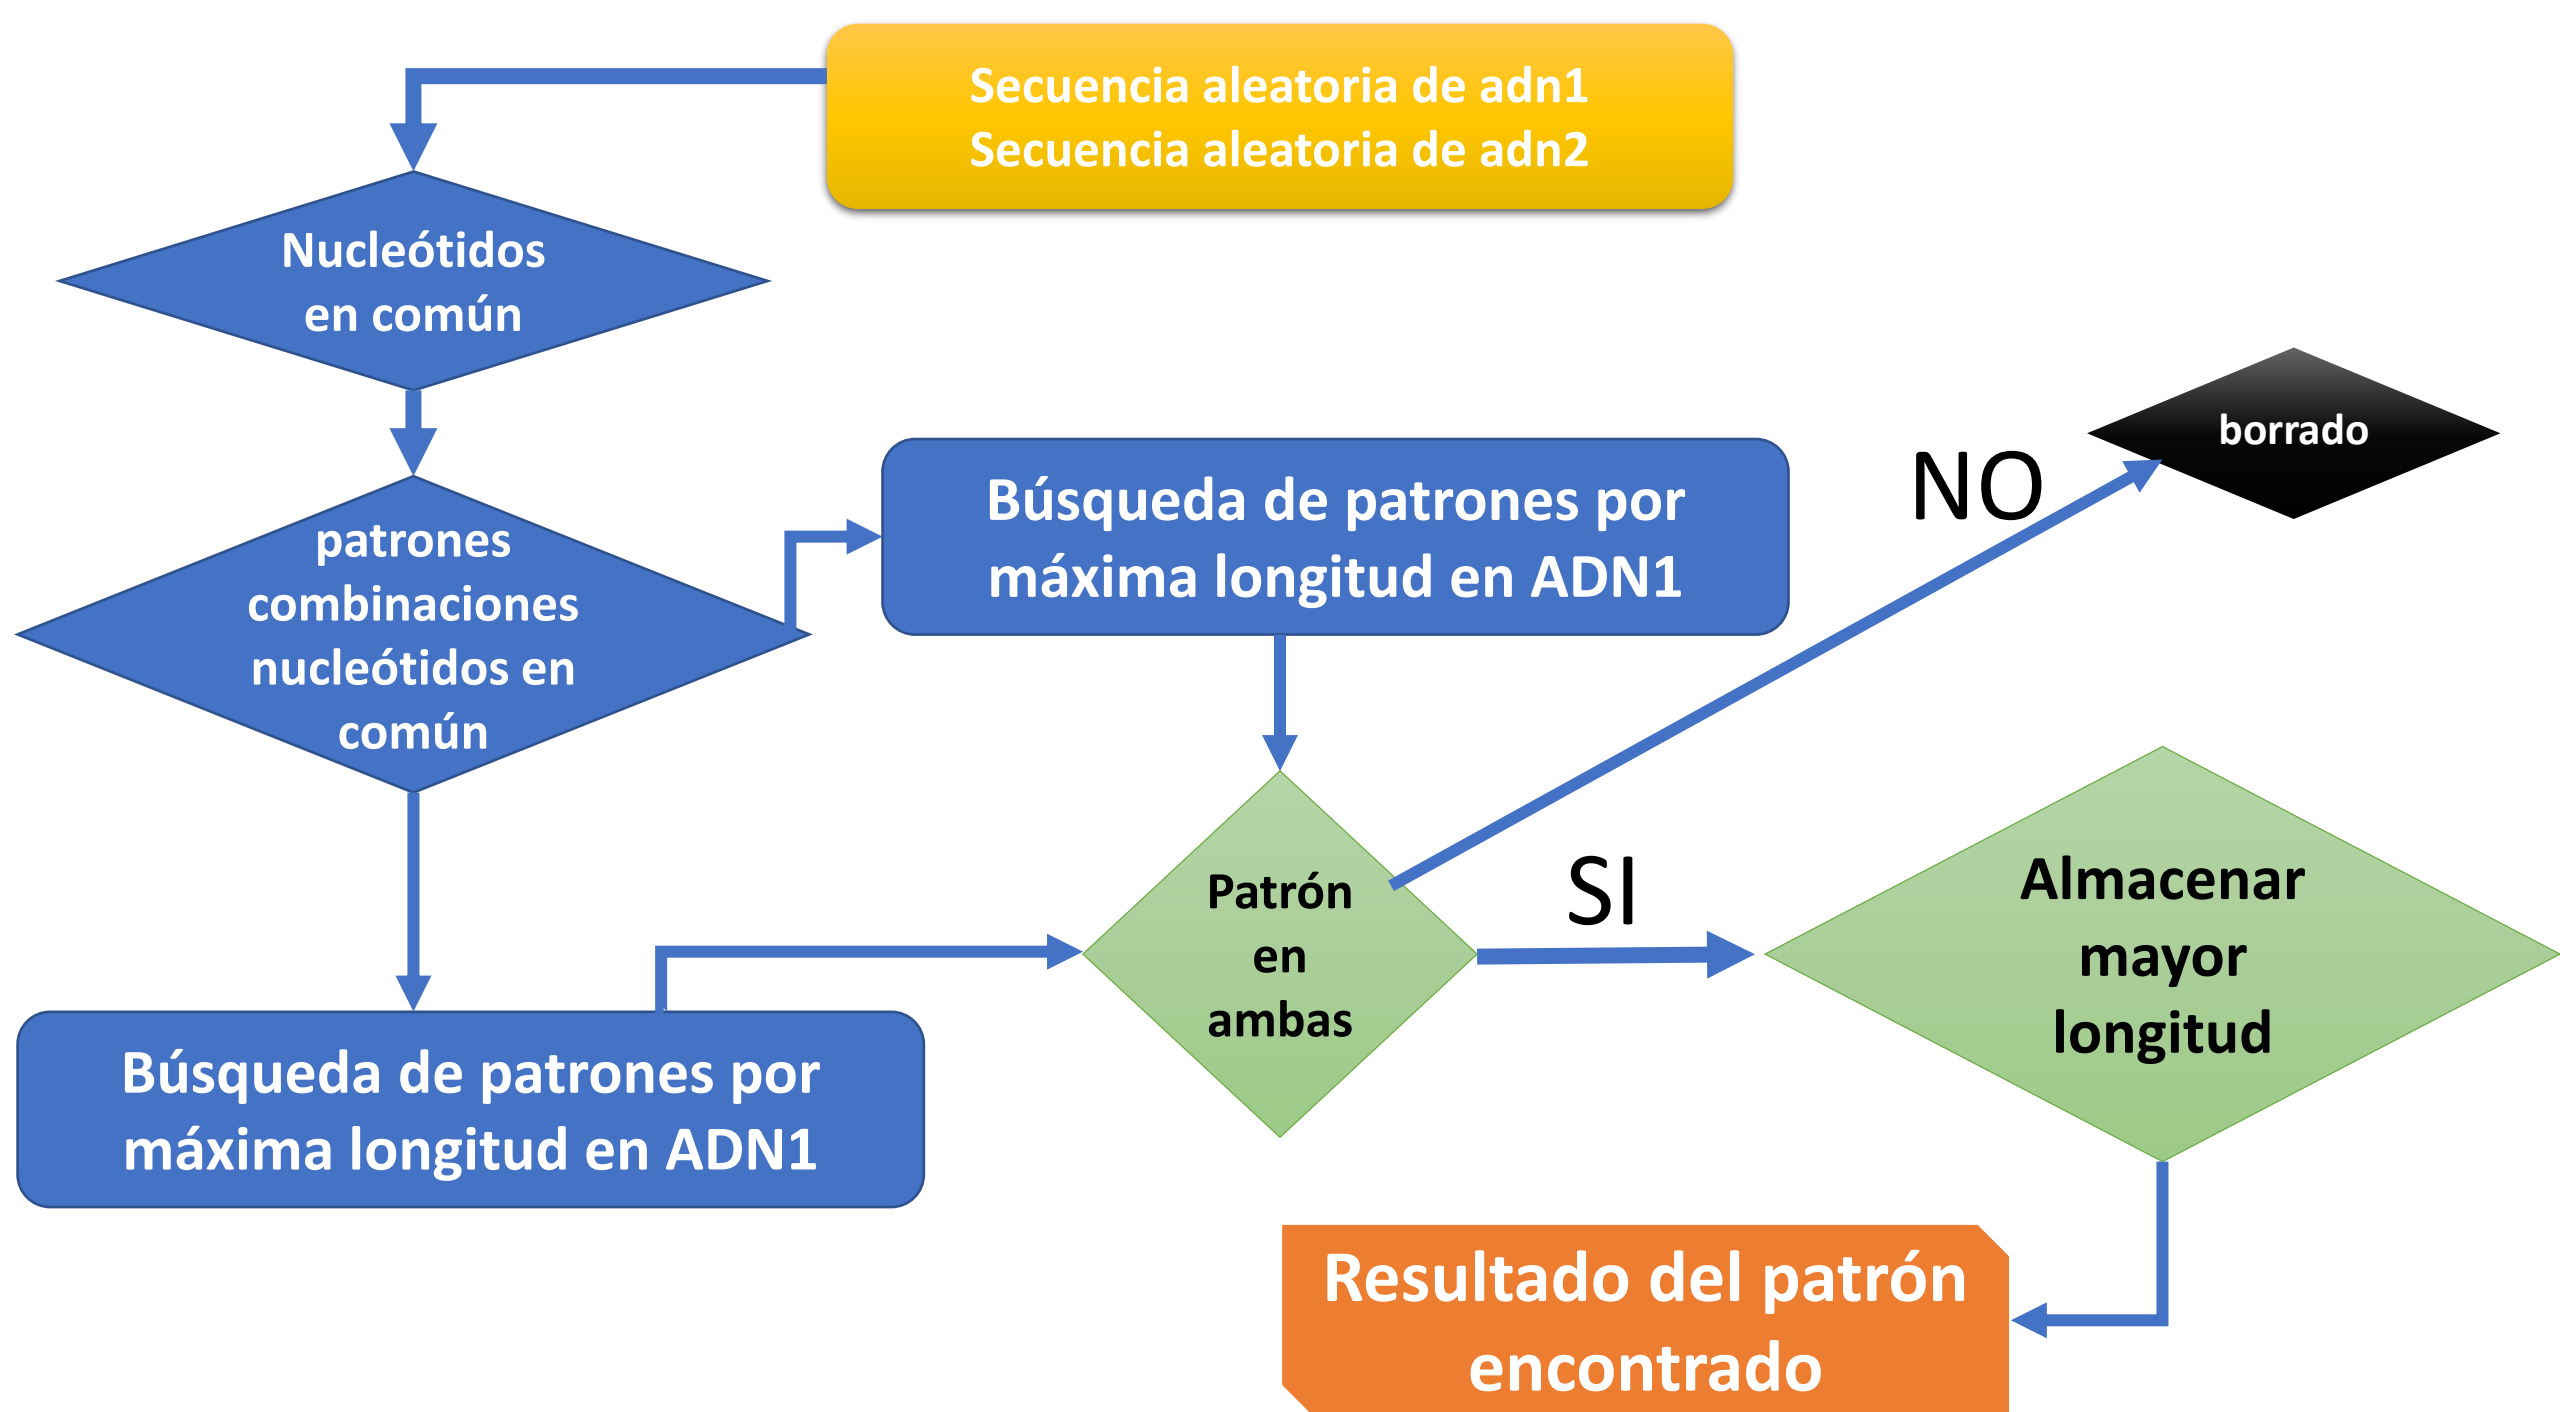 Secuencia aleatoria de adn1
Secuencia aleatoria de adn2
Nucleótidos
en común
patrones
combinaciones
nucleótidos en
común
Búsqueda de patrones por
máxima longitud en ADN1
NO
borrado
Patrón
en
ambas
SI
Almacenar
mayor
longitud
Búsqueda de patrones por
máxima longitud en ADN1
Resultado del patrón
encontrado